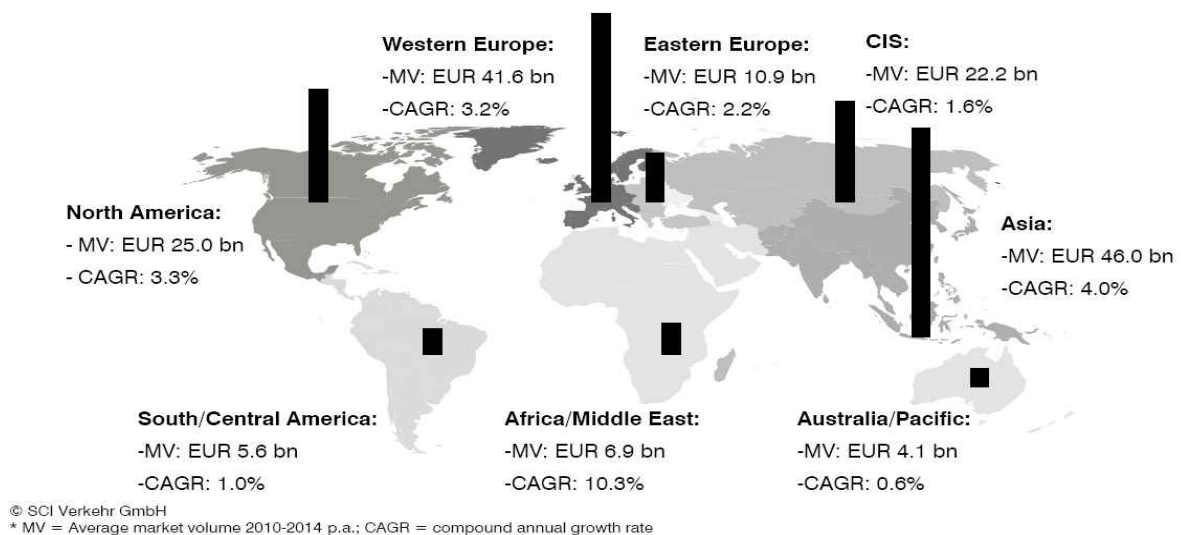 Western Europe:
-MV: EUR 41.6 bn
-CAGR: 3.2%
Eastern Europe:
-MV: EUR 10.9 bn
-CAGR: 2.2%
CIS:
-MV: EUR 22.2 bn
-CAGR: 1.6%
North America:
- MV: EUR 25.0 bn
- CAGR: 3.3%
Asia:
-MV: EUR 46.0 bn
-CAGR: 4.0%
South/Central America:
-MV: EUR 5.6 bn
-CAGR: 1.0%
Africa/Middle East:
-MV: EUR 6.9 bn
-CAGR: 10.3%
Australia/Pacific:
-MV: EUR 4.1 bn
-CAGR: 0.6%
© SCI Verkehr GmbH
* MV = Average market volume 2010-2014 p.a.; CAGR = compound annual growth rate